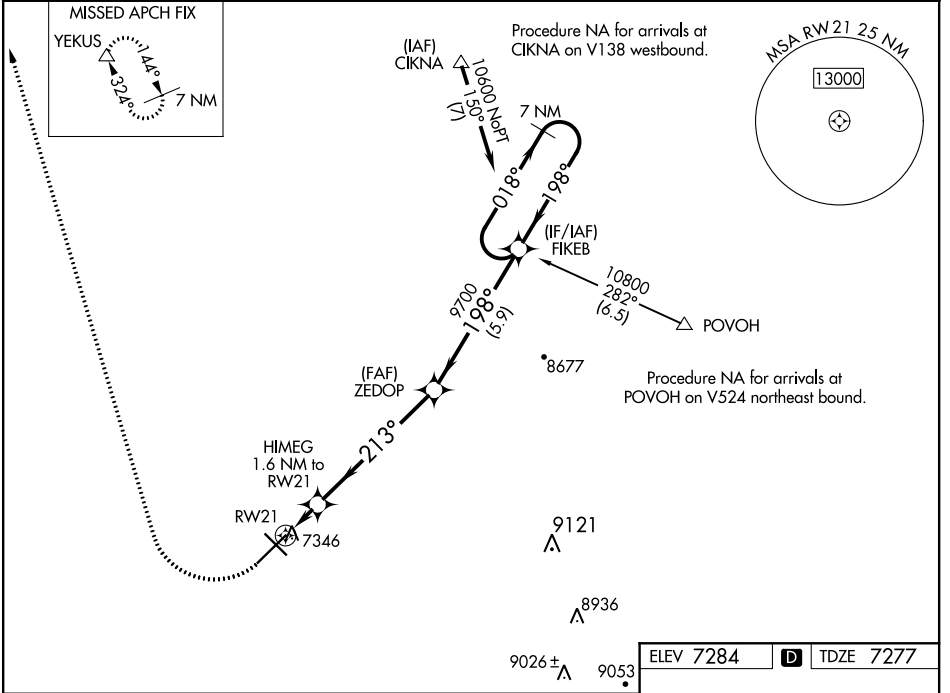 MISSED APCH FIX
YEKUS
144°
324°
7 NM
(IAF)
CIKNA
10600 NoPT
150°
(7)
Procedure NA for arrivals at
CIKNA on V138 westbound.
MSA RW 21 25 NM
13000
7 NM
018°
198°
(IF/IAF)
FIKEB
10800
282°
(6.5)
POVOH
9700
198°
(5.9)
8677
Procedure NA for arrivals at
POVOH on V524 northeast bound.
(FAF)
ZEDOP
213°
HIMEG
1.6 NM to
RW21
RW21
7346
9121
8936
9026±
9053
ELEV 7284 D TDZE 7277